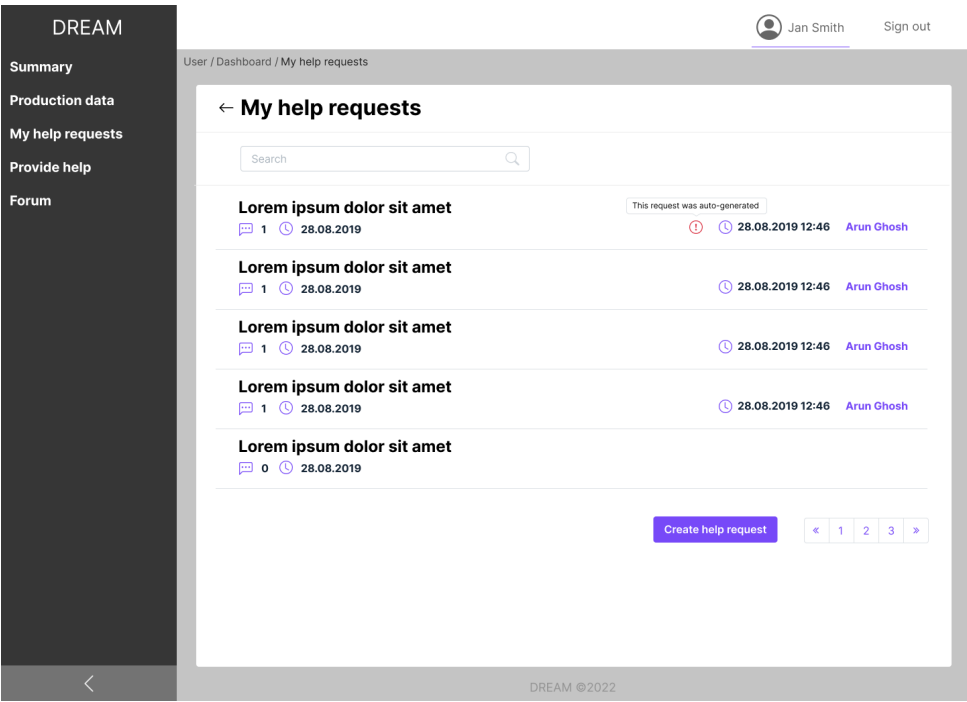 DREAM
Jan Smith
Sign out
Summary
Production data
My help requests
Provide help
Forum
User / Dashboard / My help requests
My help requests
Search
Lorem ipsum dolor sit amet
This request was auto-generated
1 28.08.2019
28.08.2019 12:46 Arun Ghosh
Lorem ipsum dolor sit amet
1 28.08.2019
28.08.2019 12:46 Arun Ghosh
Lorem ipsum dolor sit amet
1 28.08.2019
28.08.2019 12:46 Arun Ghosh
Lorem ipsum dolor sit amet
1 28.08.2019
28.08.2019 12:46 Arun Ghosh
Lorem ipsum dolor sit amet
0 28.08.2019
Create help request
« 1 2 3 »
DREAM ©2022